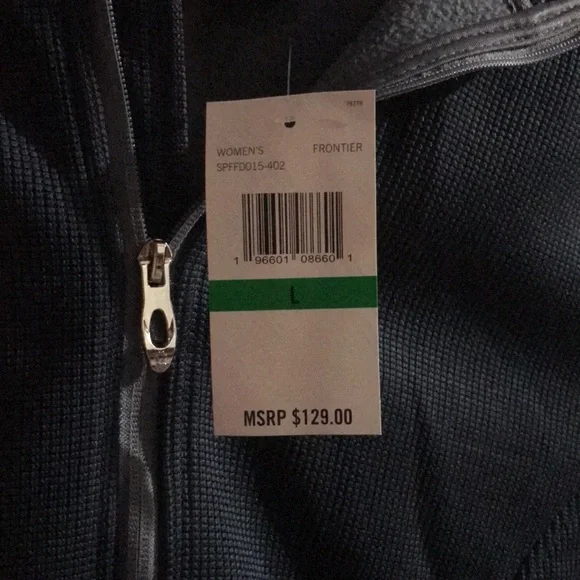 WOMEN'S FRONTIER
SPFFD015-402
1 96601 08660 1
L
MSRP $129.00